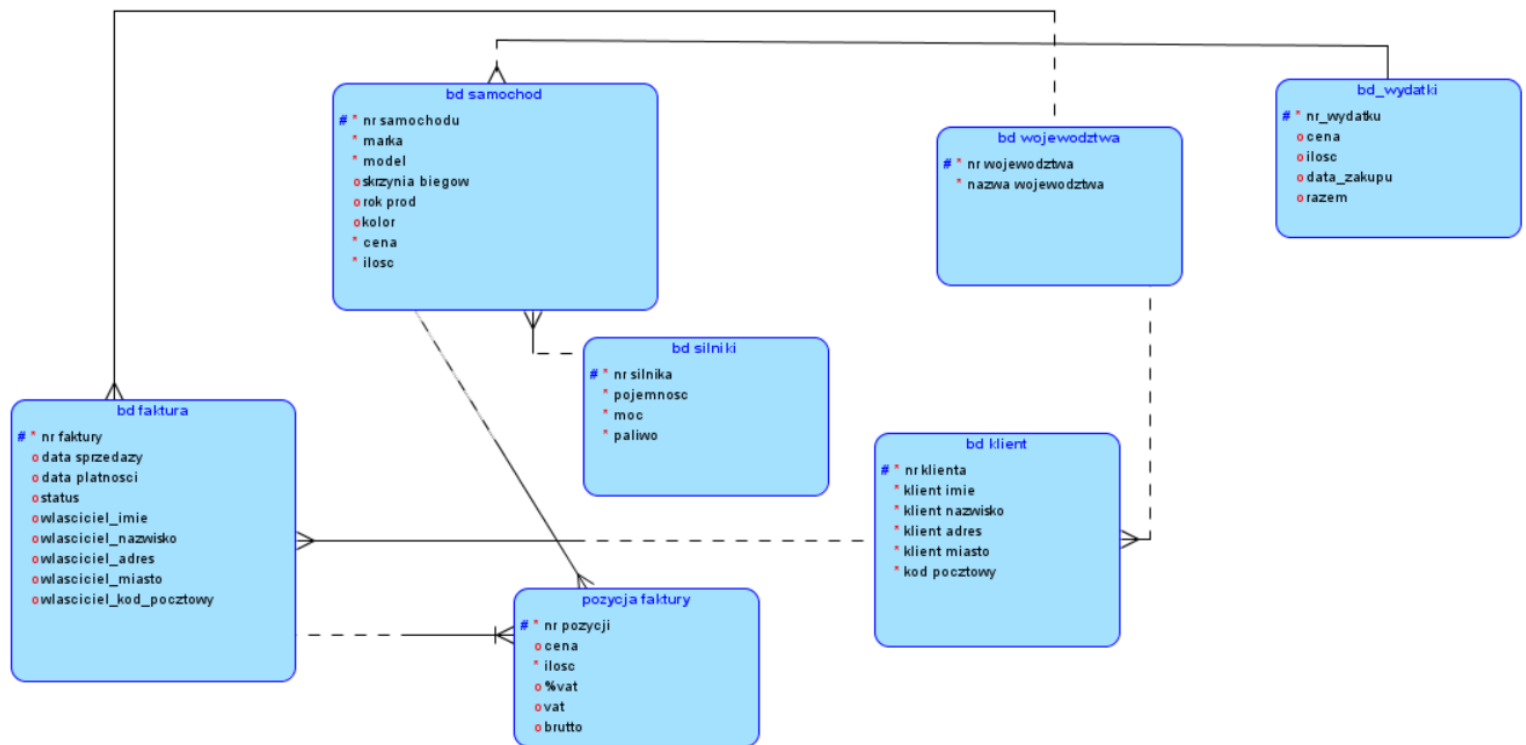 bd samochod
# * nr samochodu
* marka
* model
o skrzynia biegow
o rok prod
o kolor
* cena
* ilosc
bd wojewodztwa
# * nr wojewodztwa
* nazwa wojewodztwa
bd_wydatki
# * nr_wydatku
o cena
o ilosc
o data_zakupu
o razem
bd silniki
# * nr silnika
* pojemnosc
* moc
* paliwo
bd faktura
# * nr faktury
o data sprzedazy
o data platnosci
o status
o wlasciciel_imie
o wlasciciel_nazwisko
o wlasciciel_adres
o wlasciciel_miasto
o wlasciciel_kod_pocztowy
bd klient
# * nr klienta
* klient imie
* klient nazwisko
* klient adres
* klient miasto
* kod pocztowy
pozycja faktury
# * nr pozycji
o cena
* ilosc
o %vat
o vat
o brutto